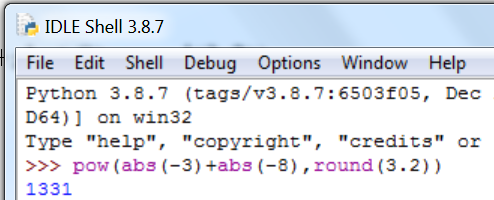 IDLE Shell 3.8.7
File Edit Shell Debug Options Window Help
Python 3.8.7 (tags/v3.8.7:6503f05, Dec
D64)] on win32
Type "help", "copyright", "credits" or
>>> pow(abs(-3)+abs(-8),round(3.2))
1331